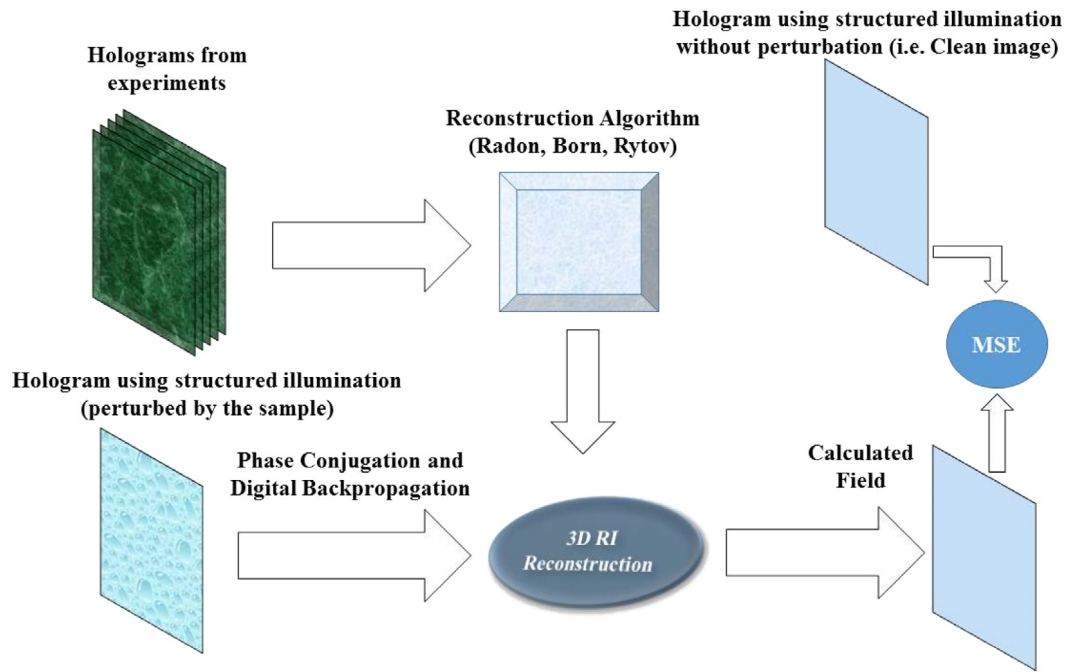 Hologram using structured illumination
without perturbation (i.e. Clean image)
Holograms from
experiments
Reconstruction Algorithm
(Radon, Born, Rytov)
MSE
Hologram using structured illumination
(perturbed by the sample)
Phase Conjugation and
Digital Backpropagation
3D RI
Reconstruction
Calculated
Field